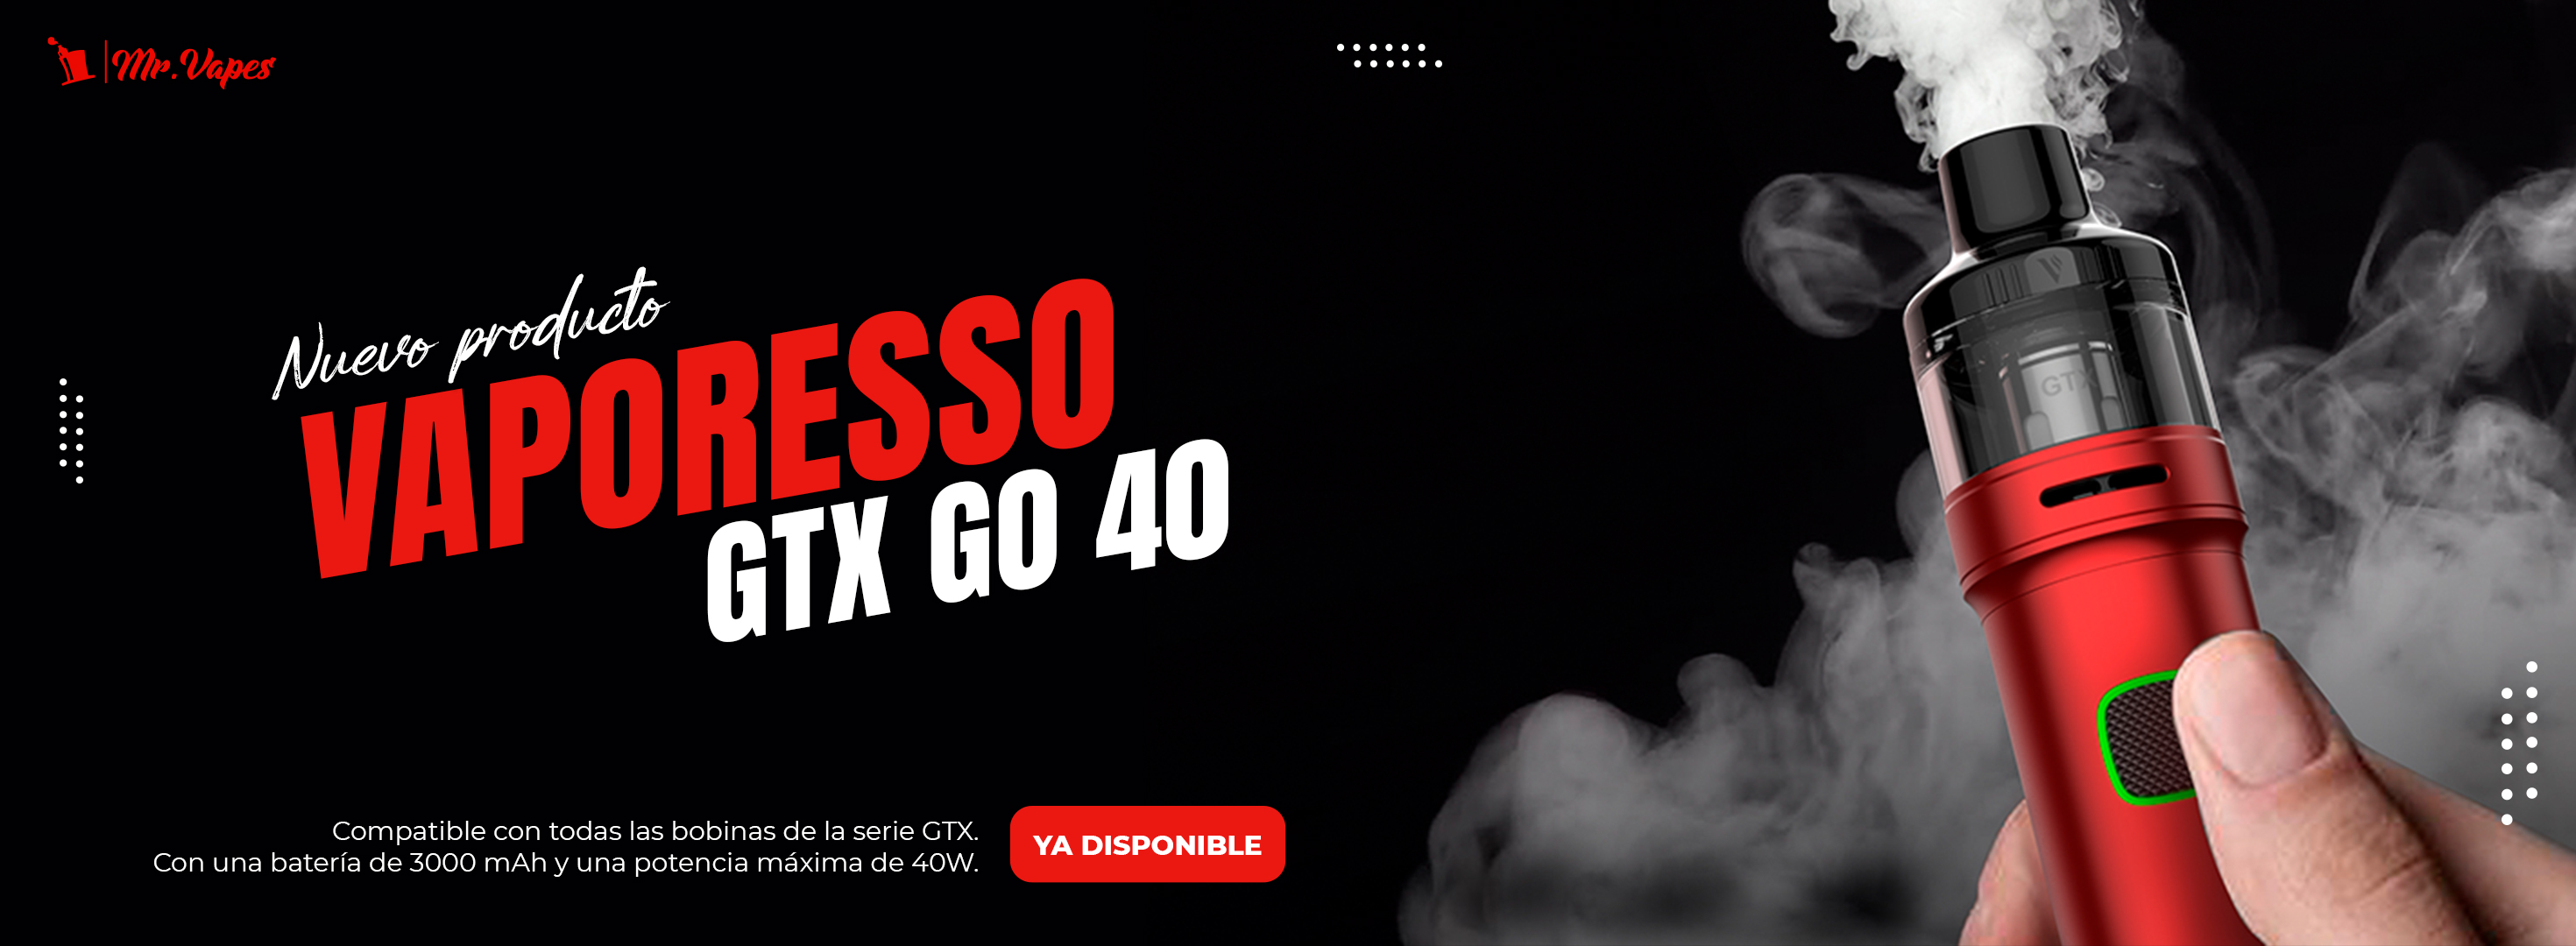 Mr. Vapes
Nuevo producto
VAPORESSO
GTX GO 40
GTX
Compatible con todas las bobinas de la serie GTX.
Con una batería de 3000 mAh y una potencia máxima de 40W.
YA DISPONIBLE